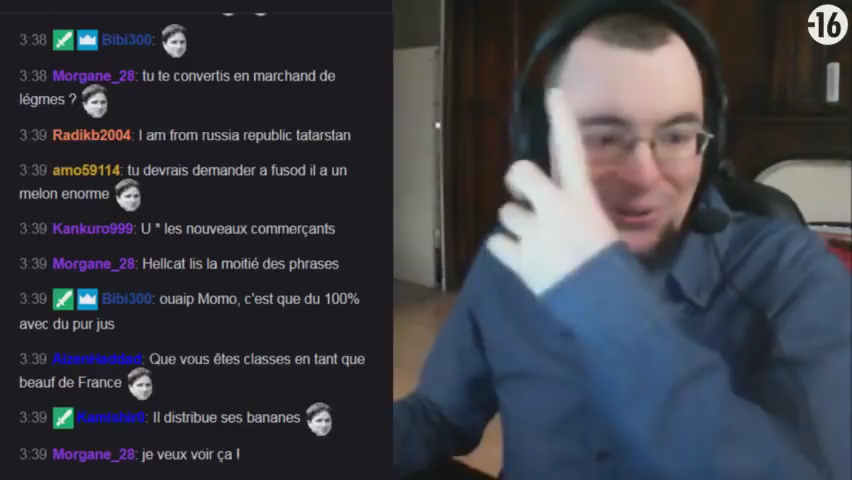 3:38 Bibi300:
3:38 Morgane_28: tu te convertis en marchand de
légmes ?
3:39 Radikb2004: I am from russia republic tatarstan
3:39 amo59114: tu devrais demander a fusod il a un
melon enorme
3:39 Kankuro999: U * les nouveaux commerçants
3:39 Morgane_28: Hellcat lis la moitié des phrases
3:39 Bibi300: ouaip Momo, c'est que du 100%
avec du pur jus
3:39 Que vous êtes classes en tant que
beauf de France
3:39 Il distribue ses bananes
3:39 Morgane_28: je veux voir ça !
-16